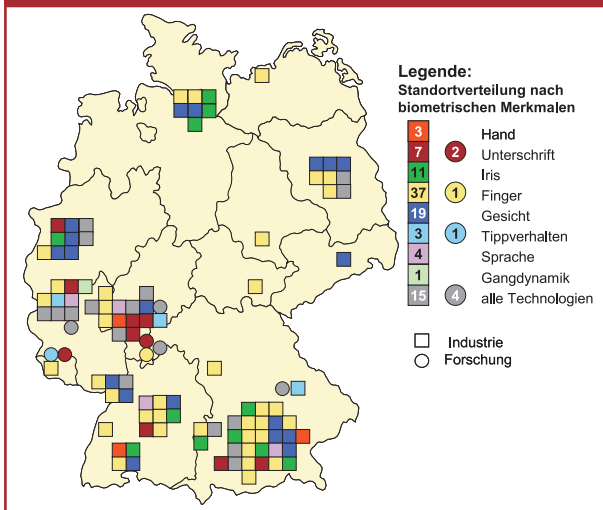 Legende:
Standortverteilung nach
biometrischen Merkmalen
3 Hand
7 2 Unterschrift
11 Iris
37 1 Finger
19 Gesicht
3 1 Tippverhalten
4 Sprache
1 Gangdynamik
15 4 alle Technologien
Industrie
Forschung